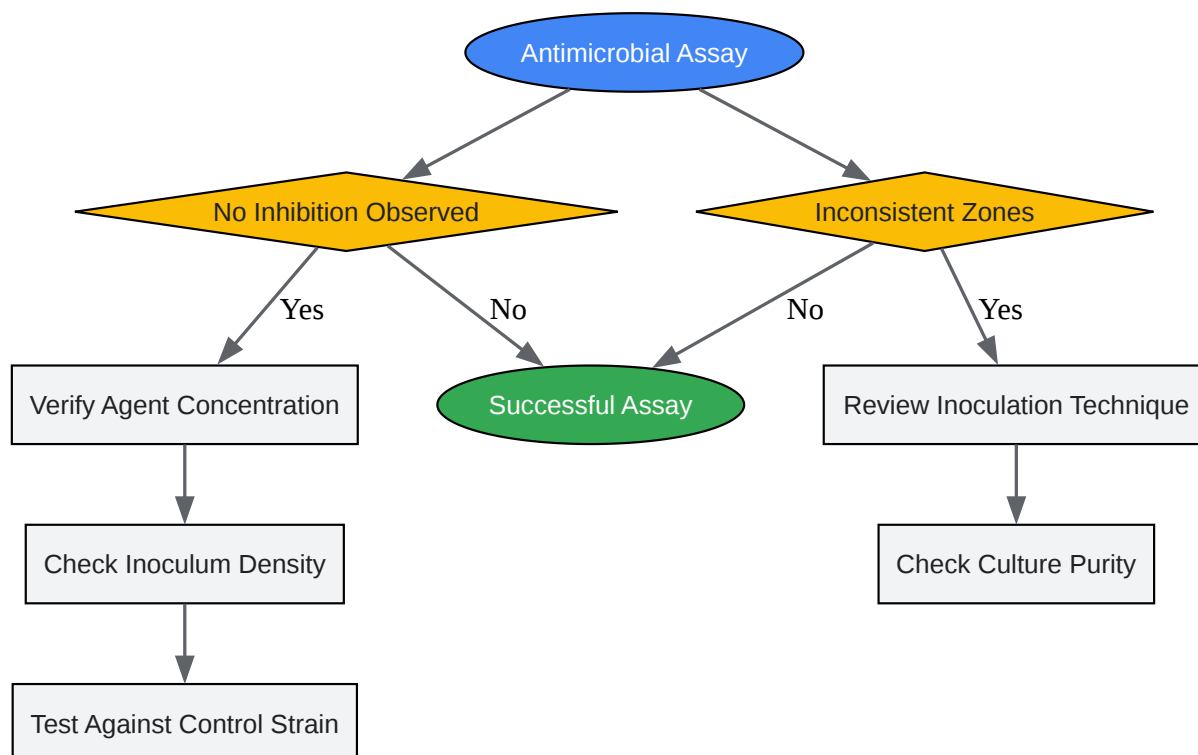 Antimicrobial Assay
No Inhibition Observed
Inconsistent Zones
Yes
No
No
Yes
Verify Agent Concentration
Successful Assay
Review Inoculation Technique
Check Inoculum Density
Check Culture Purity
Test Against Control Strain